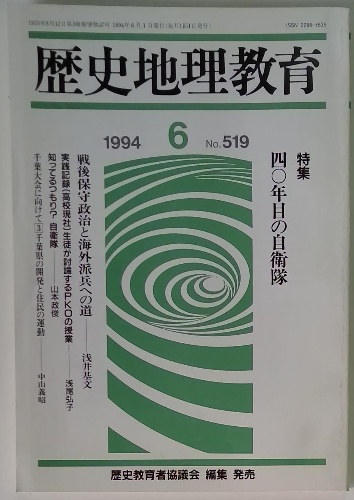 歴史地理教育
1994 6 No.519
特集
四〇年目の自衛隊
戦後保守政治と海外派兵への道――浅井基文
実践記録(高校現社)生徒が討論するPKOの授業――浅尾弘子
知ってるつもり?自衛隊――山本政俊
千葉大会に向けて③千葉県の開発と住民の運動――中山義昭
歴史教育者協議会 編集 発売